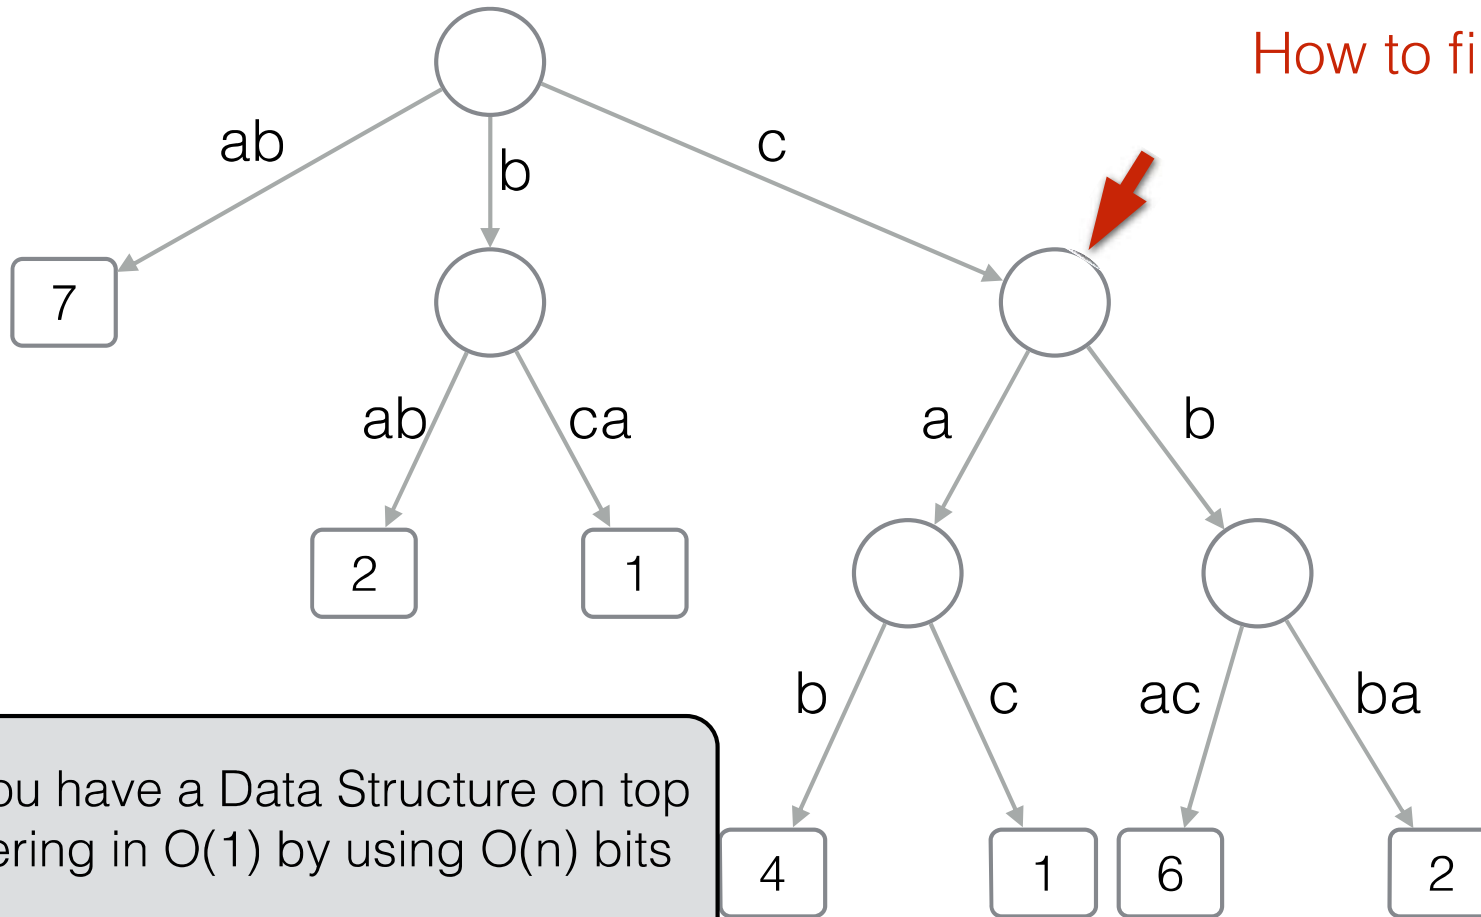 How to fi
ab
b
c
7
ab
ca
a
b
2
1
b
c
ac
ba
ou have a Data Structure on top
ering in O(1) by using O(n) bits
4
1
6
2